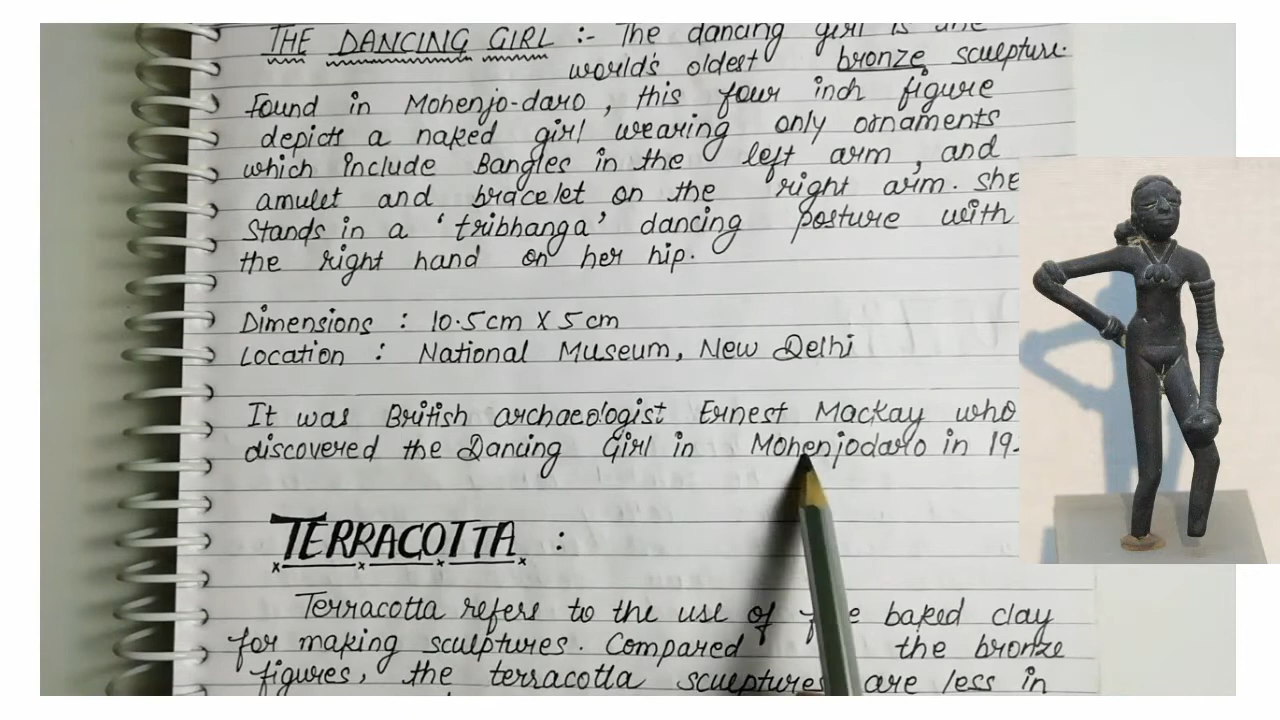 THE DANCING GIRL :- The dancing girl is
world's oldest bronze sculpture.
Found in Mohenjo-daro, this four inch figure
depicts a naked girl wearing only ornaments
which include Bangles in the left arm, and
amulet and bracelet on the right arm. She
stands in a 'tribhanga' dancing posture with
the right hand on her hip.
Dimensions : 10.5cm X 5cm
Location : National Museum, New Delhi
It was British archaeologist Ernest Mackay who
discovered the Dancing Girl in Mohenjodaro in 19
TERRACOTTA :
Terracotta refers to the use of baked clay
for making sculptures. Compared the bronze
figures, the terracotta sculptures are less in